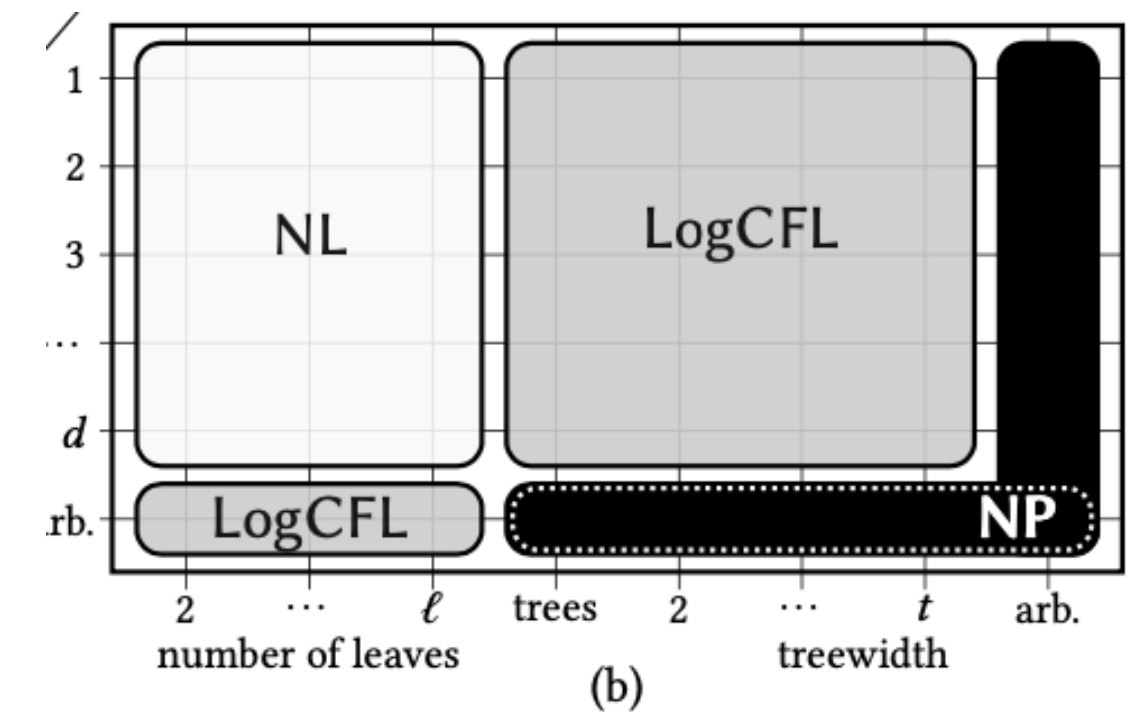 1
2
NL
LogCFL
3
...
d
rb.
LogCFL
NP
2 ... ℓ trees 2 ... t arb.
number of leaves treewidth
(b)